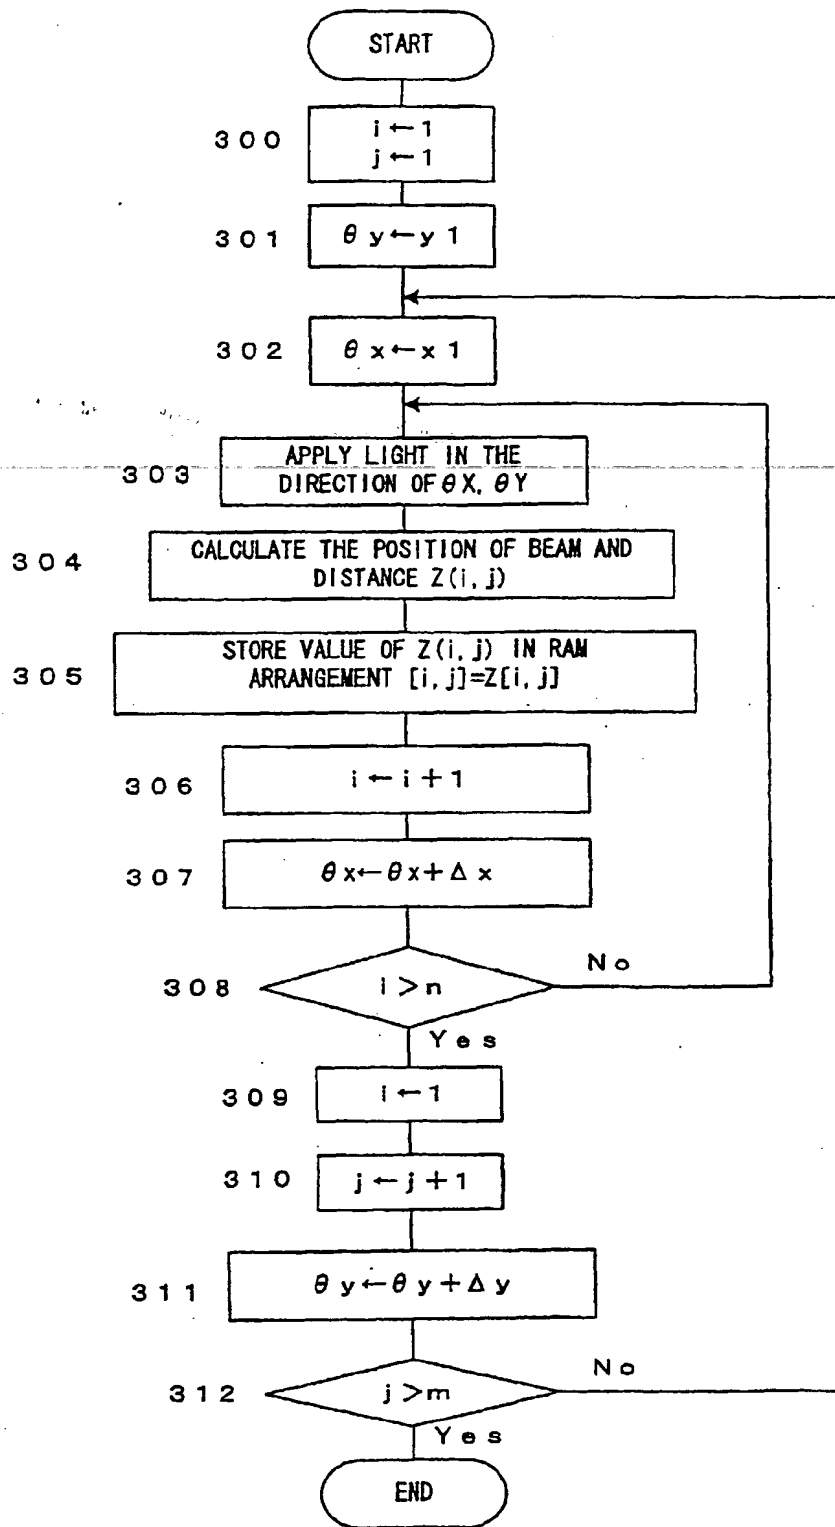 START
300
i ← 1
j ← 1
301
θ y ← y 1
302
θ x ← x 1
303
APPLY LIGHT IN THE
DIRECTION OF θ X, θ Y
304
CALCULATE THE POSITION OF BEAM AND
DISTANCE Z(i, j)
305
STORE VALUE OF Z(i, j) IN RAM
ARRANGEMENT [i, j]=Z[i, j]
306
i ← i + 1
307
θ x ← θ x + Δ x
308
i > n
No
Yes
309
i ← 1
310
j ← j + 1
311
θ y ← θ y + Δ y
312
j > m
No
Yes
END